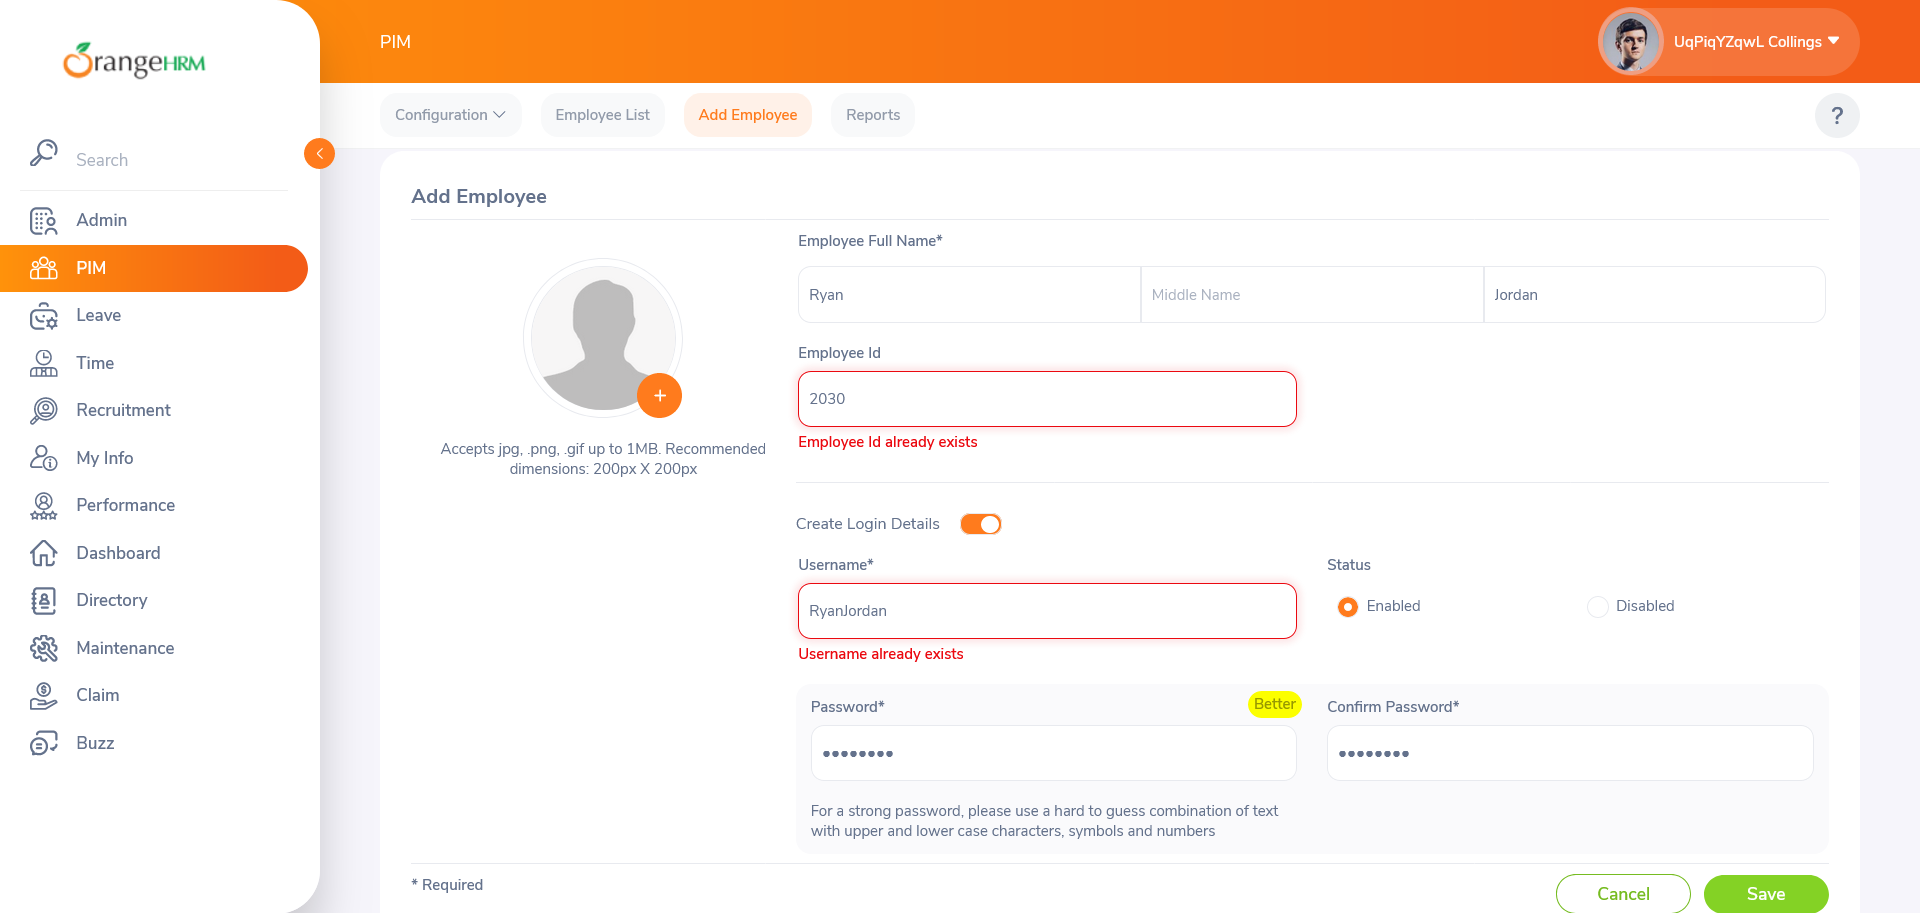 OrangeHRM
PIM
UqPiqYZqwL Collings
Configuration
Employee List
Add Employee
Reports
?
Search
Admin
PIM
Leave
Time
Recruitment
My Info
Performance
Dashboard
Directory
Maintenance
Claim
Buzz
Add Employee
Accepts jpg, .png, .gif up to 1MB. Recommended
dimensions: 200px X 200px
Employee Full Name*
Ryan
Middle Name
Jordan
Employee Id
2030
Employee Id already exists
Create Login Details
Username*
RyanJordan
Username already exists
Status
Enabled
Disabled
Password*
Better
••••••••
For a strong password, please use a hard to guess combination of text
with upper and lower case characters, symbols and numbers
Confirm Password*
••••••••
* Required
Cancel
Save